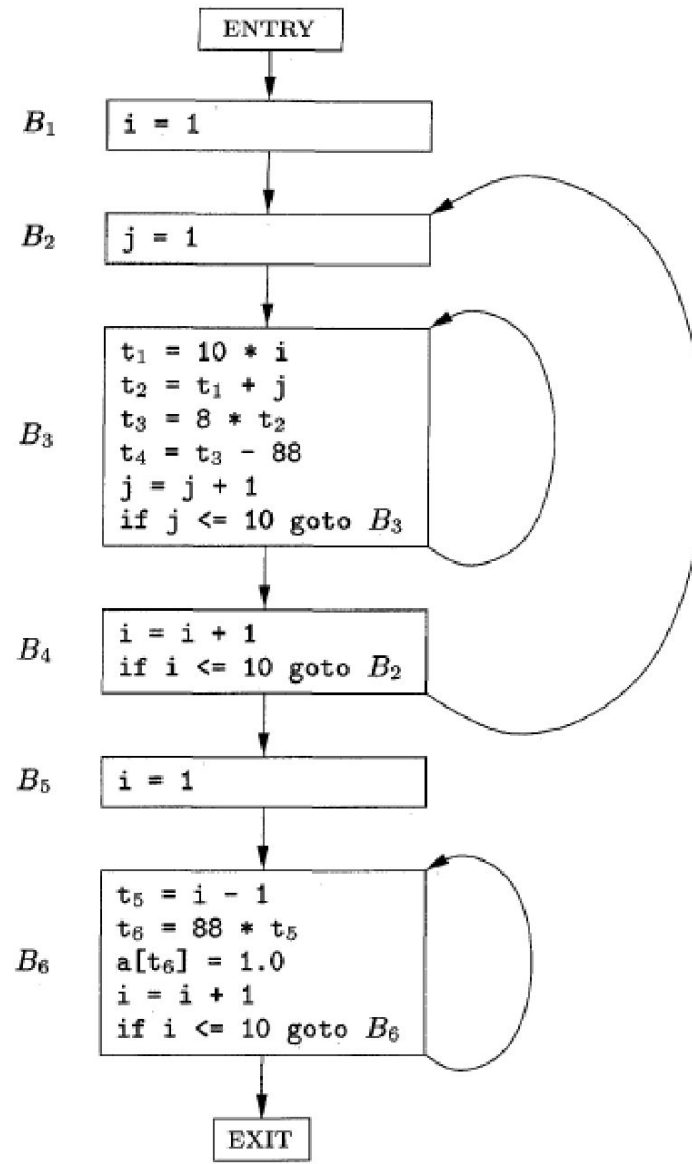 ENTRY
B₁
i = 1
B₂
j = 1
B₃
t₁ = 10 * i
t₂ = t₁ + j
t₃ = 8 * t₂
t₄ = t₃ - 88
j = j + 1
if j <= 10 goto B₃
B₄
i = i + 1
if i <= 10 goto B₂
B₅
i = 1
B₆
t₅ = i - 1
t₆ = 88 * t₅
a[t₆] = 1.0
i = i + 1
if i <= 10 goto B₆
EXIT